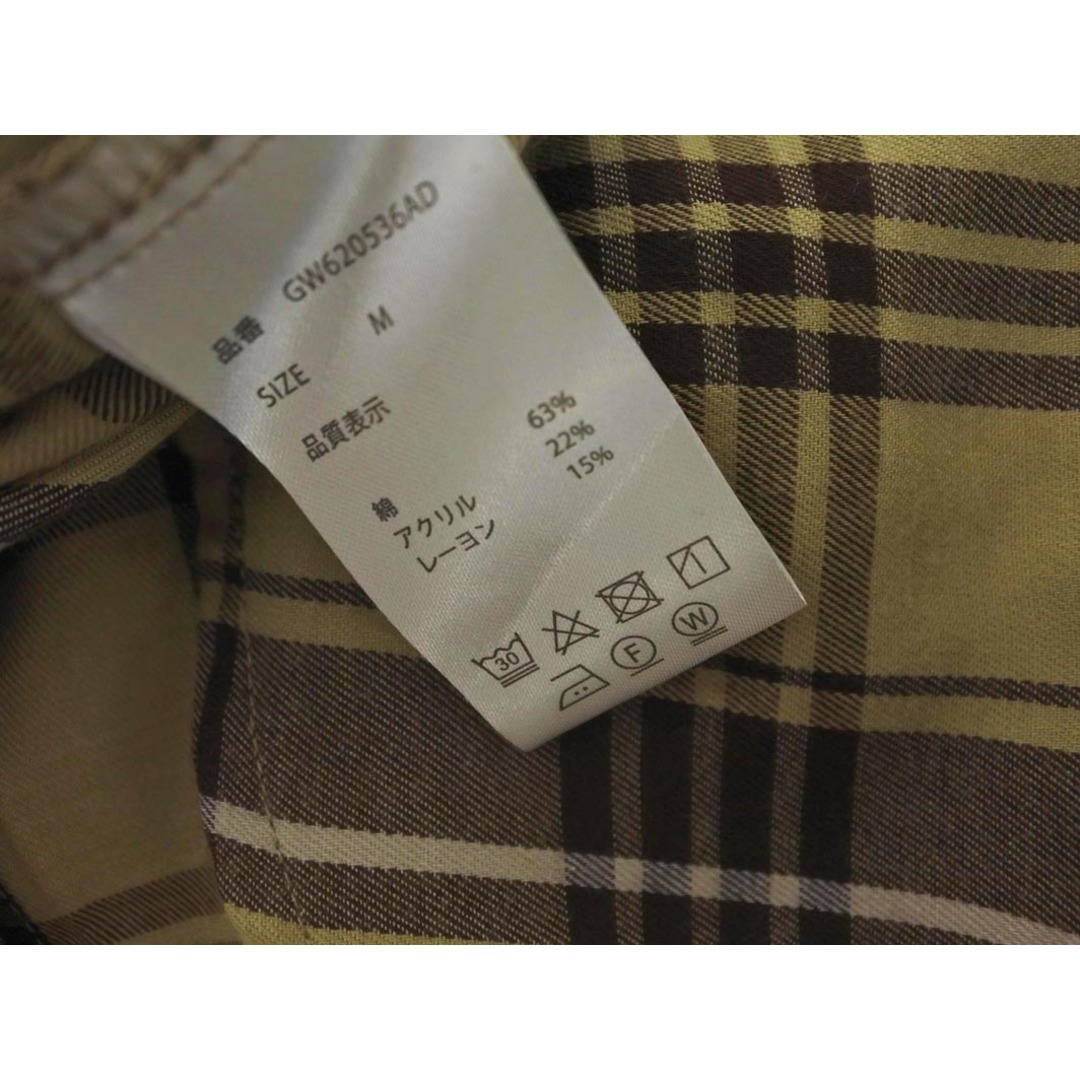 品番 GW620536AD
SIZE M
品質表示
綿 63%
アクリル 22%
レーヨン 15%
30
F W